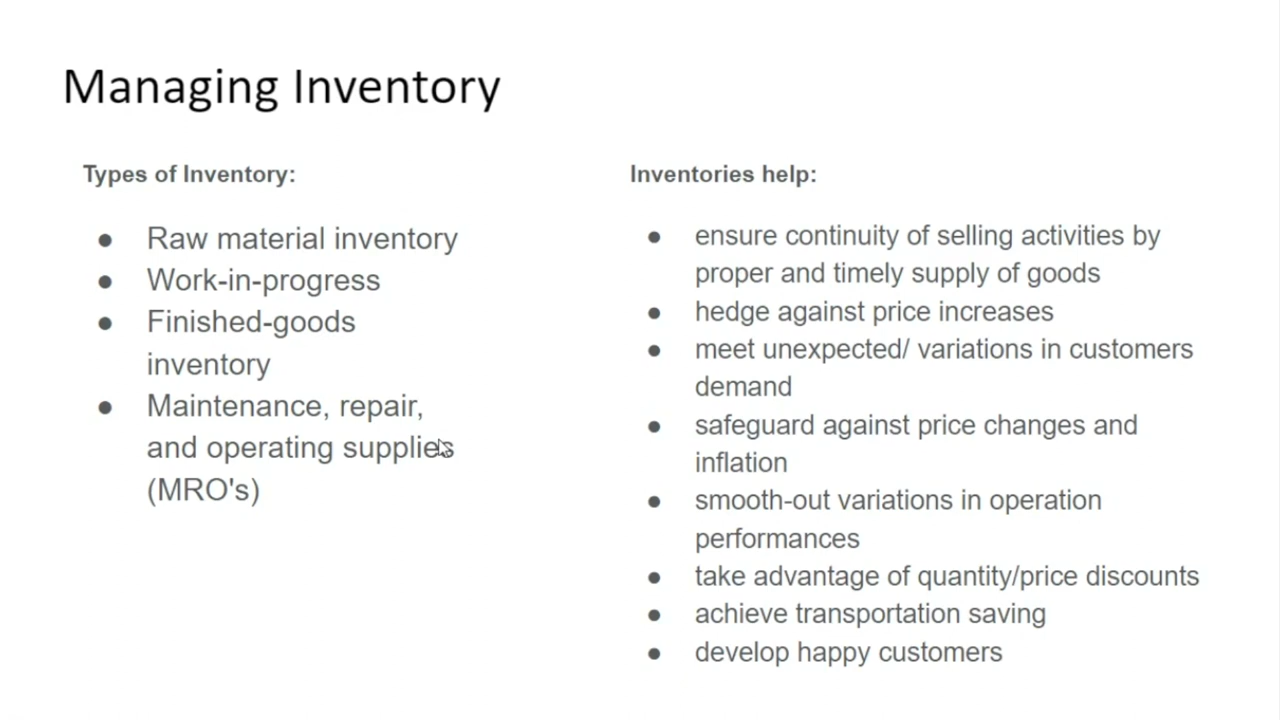 Managing Inventory
Types of Inventory:
● Raw material inventory
● Work-in-progress
● Finished-goods
inventory
● Maintenance, repair,
and operating supplies
(MRO's)
Inventories help:
● ensure continuity of selling activities by
proper and timely supply of goods
● hedge against price increases
● meet unexpected/ variations in customers
demand
● safeguard against price changes and
inflation
● smooth-out variations in operation
performances
● take advantage of quantity/price discounts
● achieve transportation saving
● develop happy customers